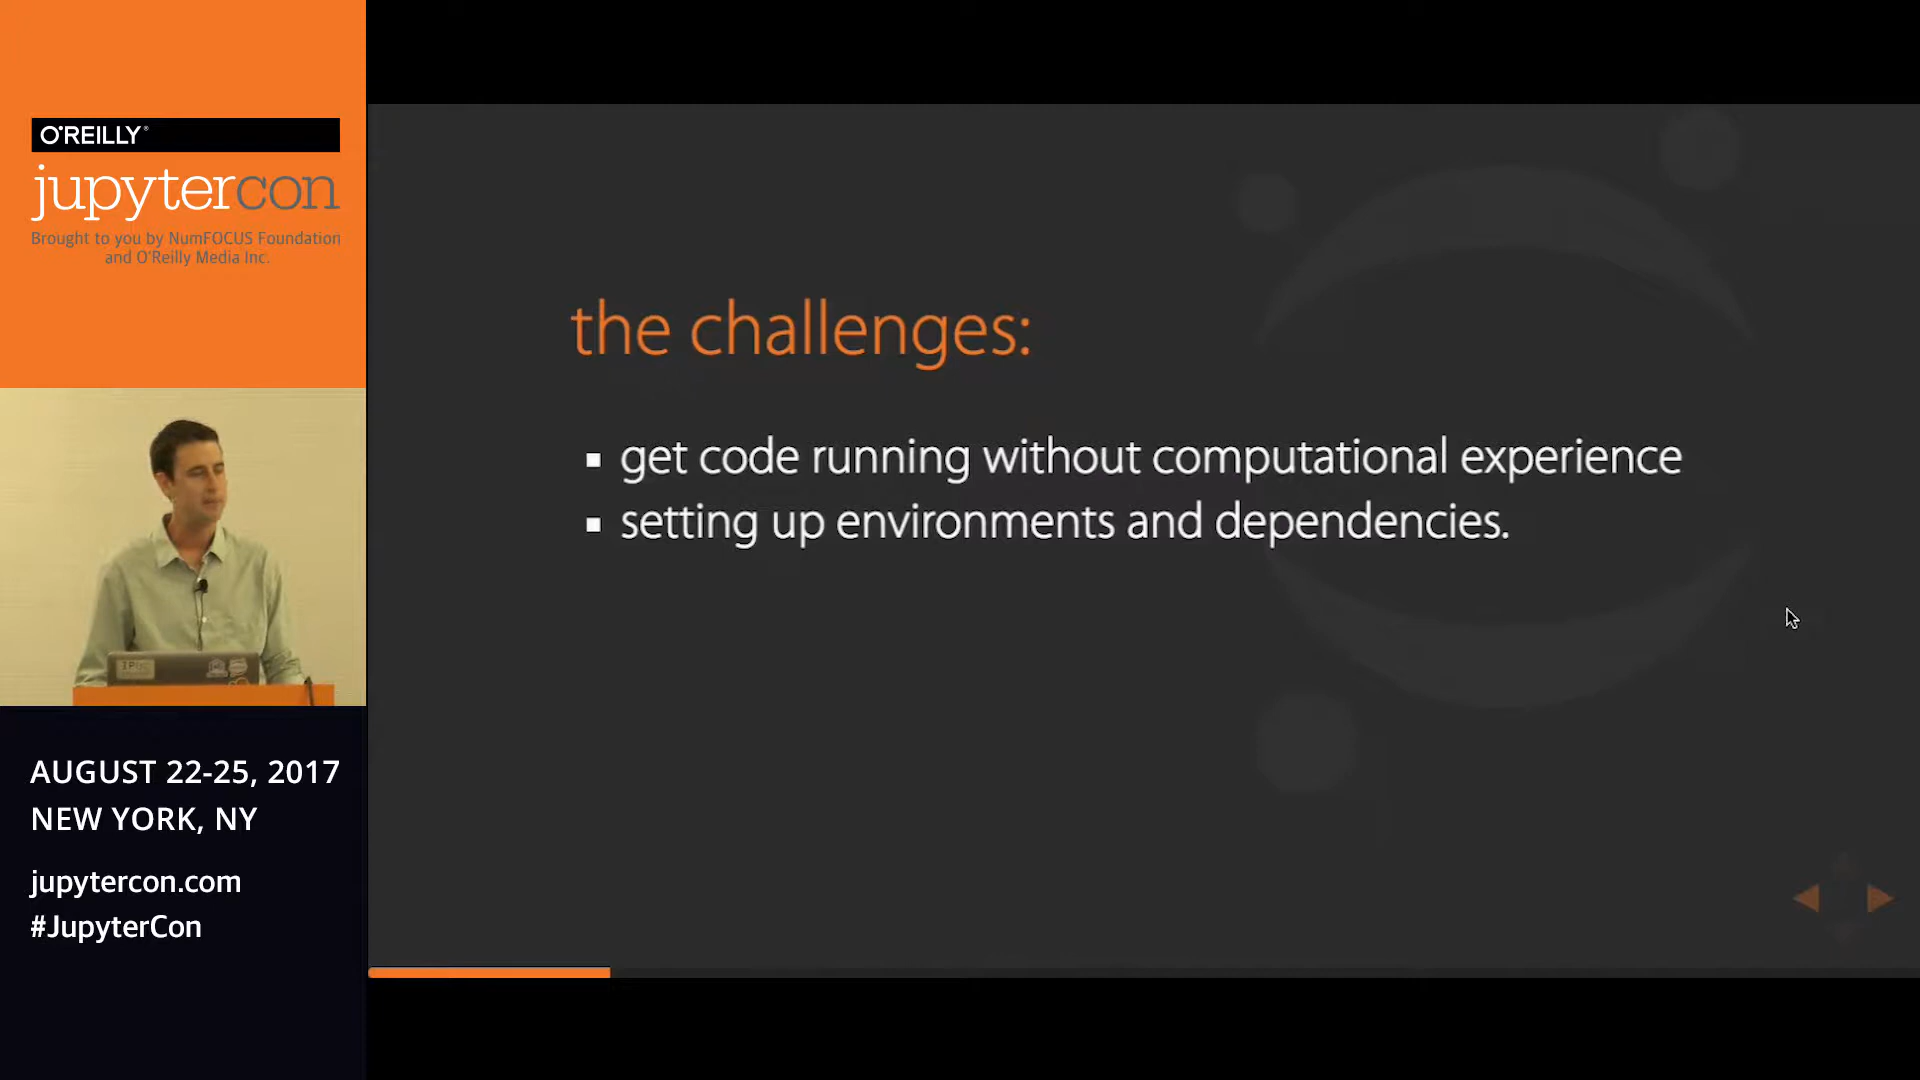 O'REILLY®
jupytercon
Brought to you by NumFOCUS Foundation
and O'Reilly Media Inc.
the challenges:
▪ get code running without computational experience
▪ setting up environments and dependencies.
AUGUST 22-25, 2017
NEW YORK, NY
jupytercon.com
#JupyterCon